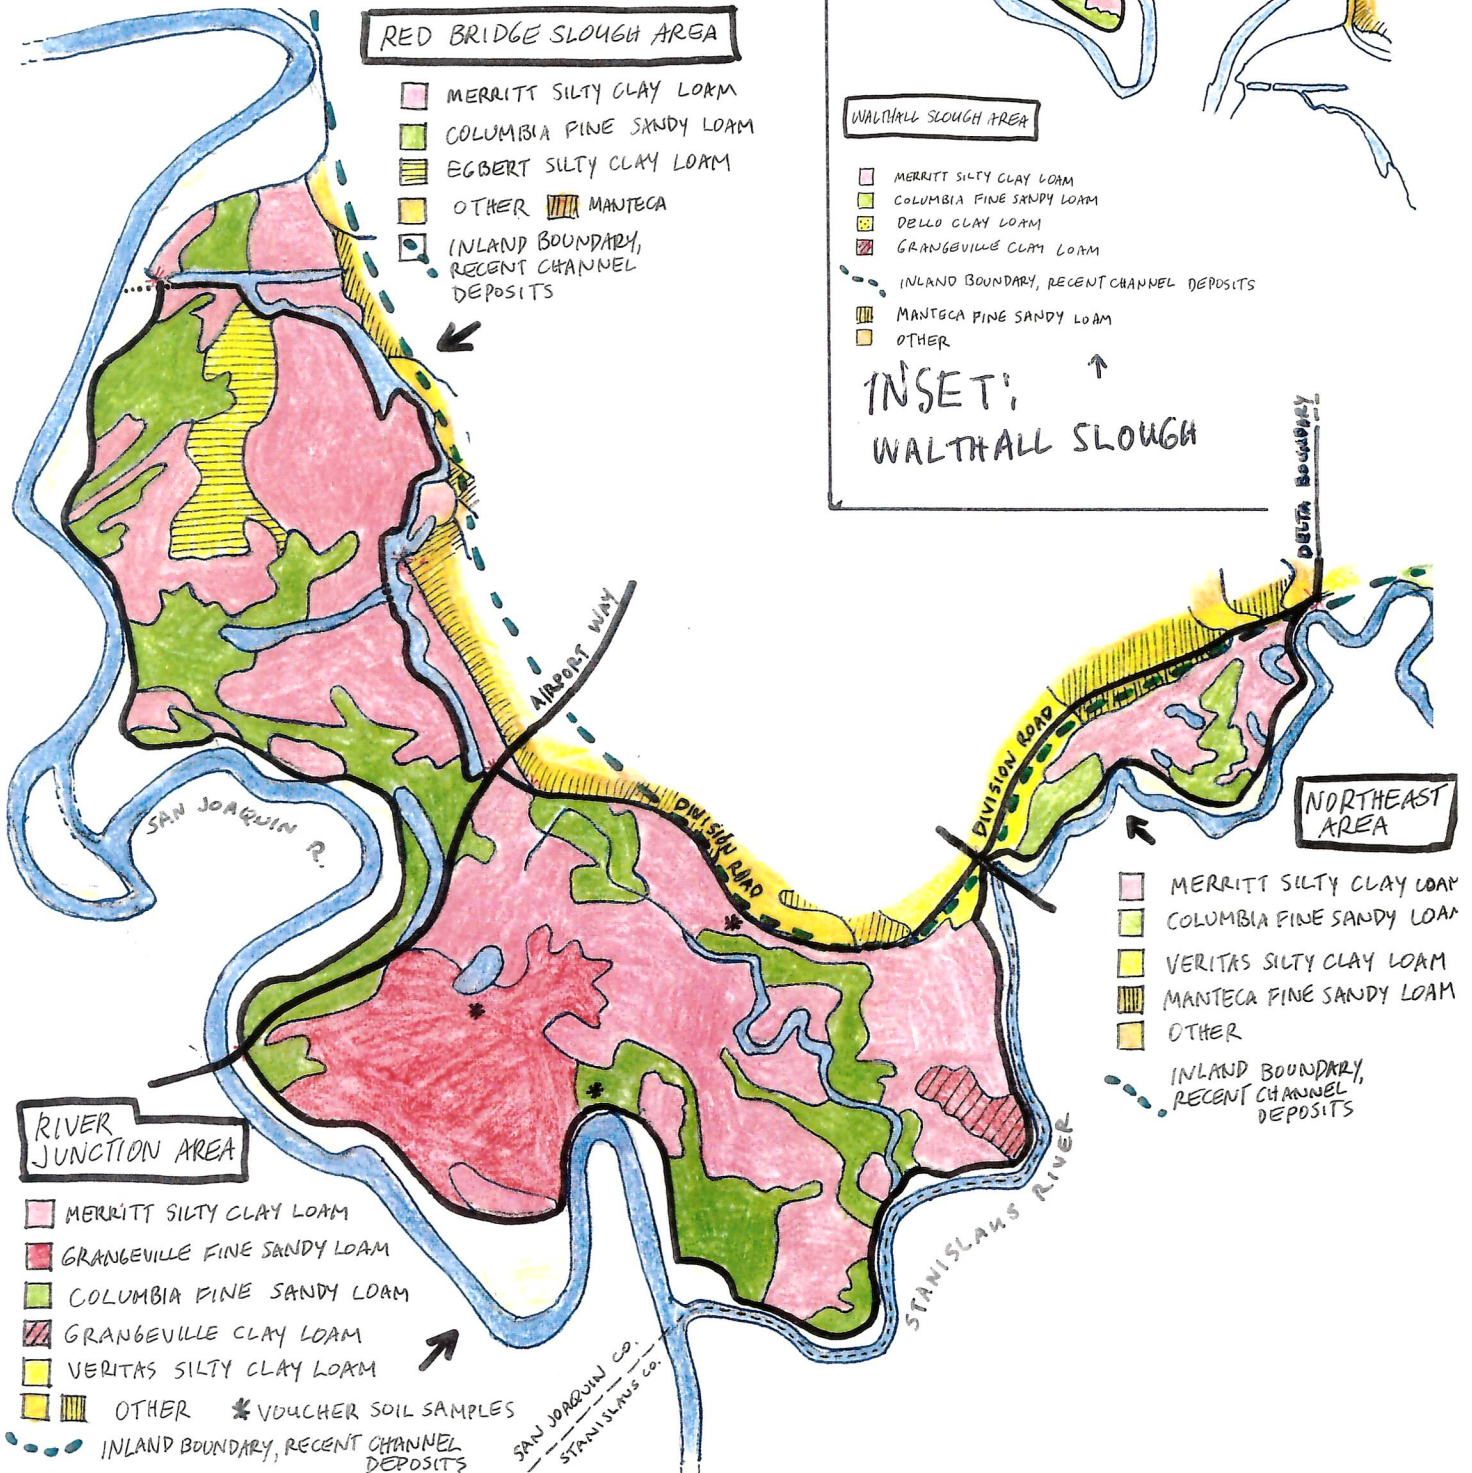 RED BRIDGE SLOUGH AREA
MERRITT SILTY CLAY LOAM
COLUMBIA FINE SANDY LOAM
EGBERT SILTY CLAY LOAM
OTHER MANTECA
INLAND BOUNDARY,
RECENT CHANNEL
DEPOSITS
WALTHALL SLOUGH AREA
MERRITT SILTY CLAY LOAM
COLUMBIA FINE SANDY LOAM
DELLO CLAY LOAM
GRANGEVILLE CLAY LOAM
INLAND BOUNDARY, RECENT CHANNEL DEPOSITS
MANTECA FINE SANDY LOAM
OTHER
INSET:
WALTHALL SLOUGH
DELTA BOUNDARY
AIRPORT WAY
DIVISION ROAD
DIVISION ROAD
SAN JOAQUIN R.
NORTHEAST
AREA
MERRITT SILTY CLAY LOAM
COLUMBIA FINE SANDY LOAM
VERITAS SILTY CLAY LOAM
MANTECA FINE SANDY LOAM
OTHER
INLAND BOUNDARY,
RECENT CHANNEL
DEPOSITS
RIVER
JUNCTION AREA
MERRITT SILTY CLAY LOAM
GRANGEVILLE FINE SANDY LOAM
COLUMBIA FINE SANDY LOAM
GRANGEVILLE CLAY LOAM
VERITAS SILTY CLAY LOAM
OTHER * VOUCHER SOIL SAMPLES
INLAND BOUNDARY, RECENT CHANNEL
DEPOSITS
STANISLAUS RIVER
SAN JOAQUIN CO.
STANISLAUS CO.